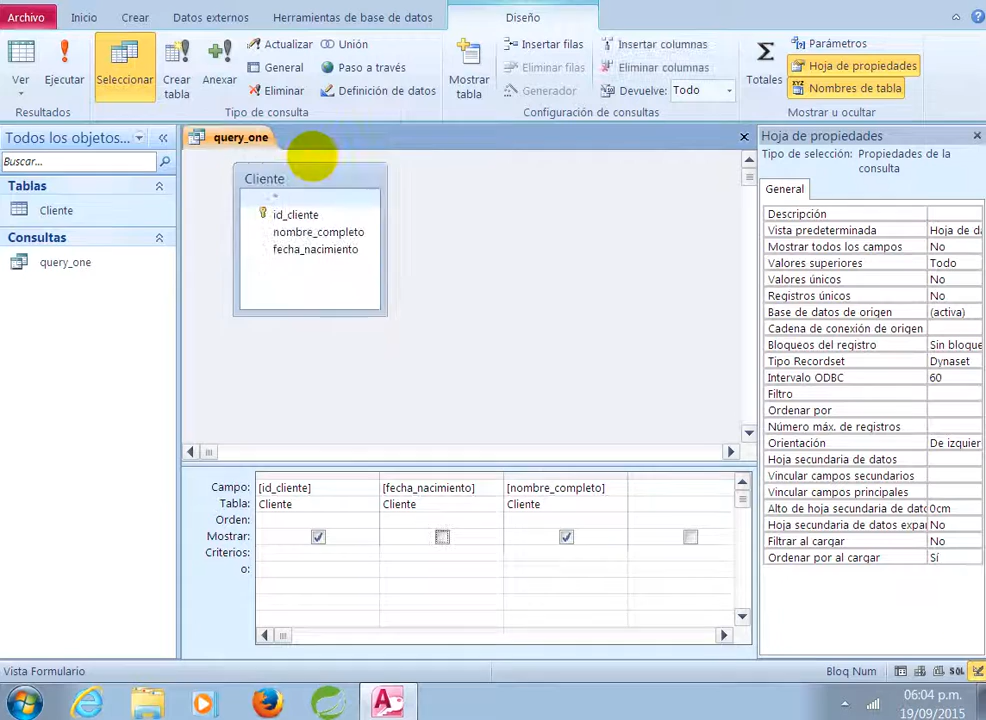 Archivo Inicio Crear Datos externos Herramientas de base de datos Diseño
Ver
Ejecutar
Resultados
Seleccionar
Crear
tabla
Anexar
Actualizar
General
Eliminar
Unión
Paso a través
Definición de datos
Tipo de consulta
Mostrar
tabla
Insertar filas
Eliminar filas
Generador
Insertar columnas
Eliminar columnas
Devuelve: Todo
Configuración de consultas
Totales
Parámetros
Hoja de propiedades
Nombres de tabla
Mostrar u ocultar
Todos los objetos...
Buscar...
Tablas
Cliente
Consultas
query_one
query_one
Cliente
*
id_cliente
nombre_completo
fecha_nacimiento
Campo: [id_cliente] [fecha_nacimiento] [nombre_completo]
Tabla: Cliente Cliente Cliente
Orden:
Mostrar:
Criterios:
o:
Hoja de propiedades
Tipo de selección: Propiedades de la
consulta
General
Descripción
Vista predeterminada Hoja de da
Mostrar todos los campos No
Valores superiores Todo
Valores únicos No
Registros únicos No
Base de datos de origen (activa)
Cadena de conexión de origen
Bloqueos del registro Sin bloque
Tipo Recordset Dynaset
Intervalo ODBC 60
Filtro
Ordenar por
Número máx. de registros
Orientación De izquier
Hoja secundaria de datos
Vincular campos secundarios
Vincular campos principales
Alto de hoja secundaria de dato 0cm
Hoja secundaria de datos expan No
Filtrar al cargar No
Ordenar por al cargar Sí
Vista Formulario
Bloq Num
SQL
06:04 p.m.
19/09/2015